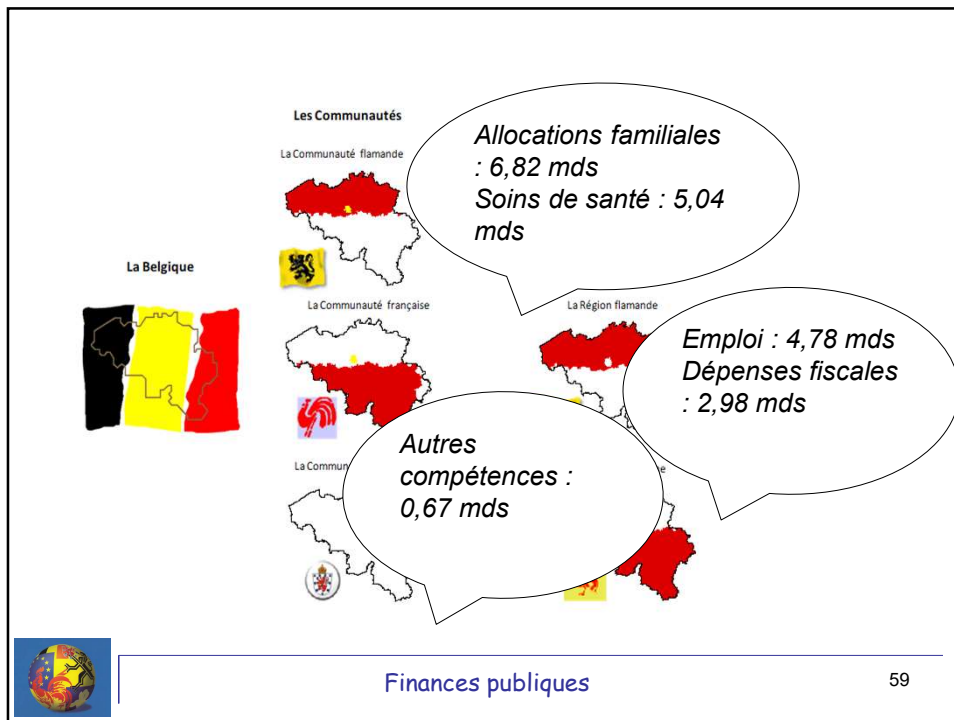 Les Communautés
La Communauté flamande
Allocations familiales
: 6,82 mds
Soins de santé : 5,04
mds
La Belgique
La Communauté française
La Région flamande
Emploi : 4,78 mds
Dépenses fiscales
: 2,98 mds
Autres
compétences :
0,67 mds
La
Finances publiques
59